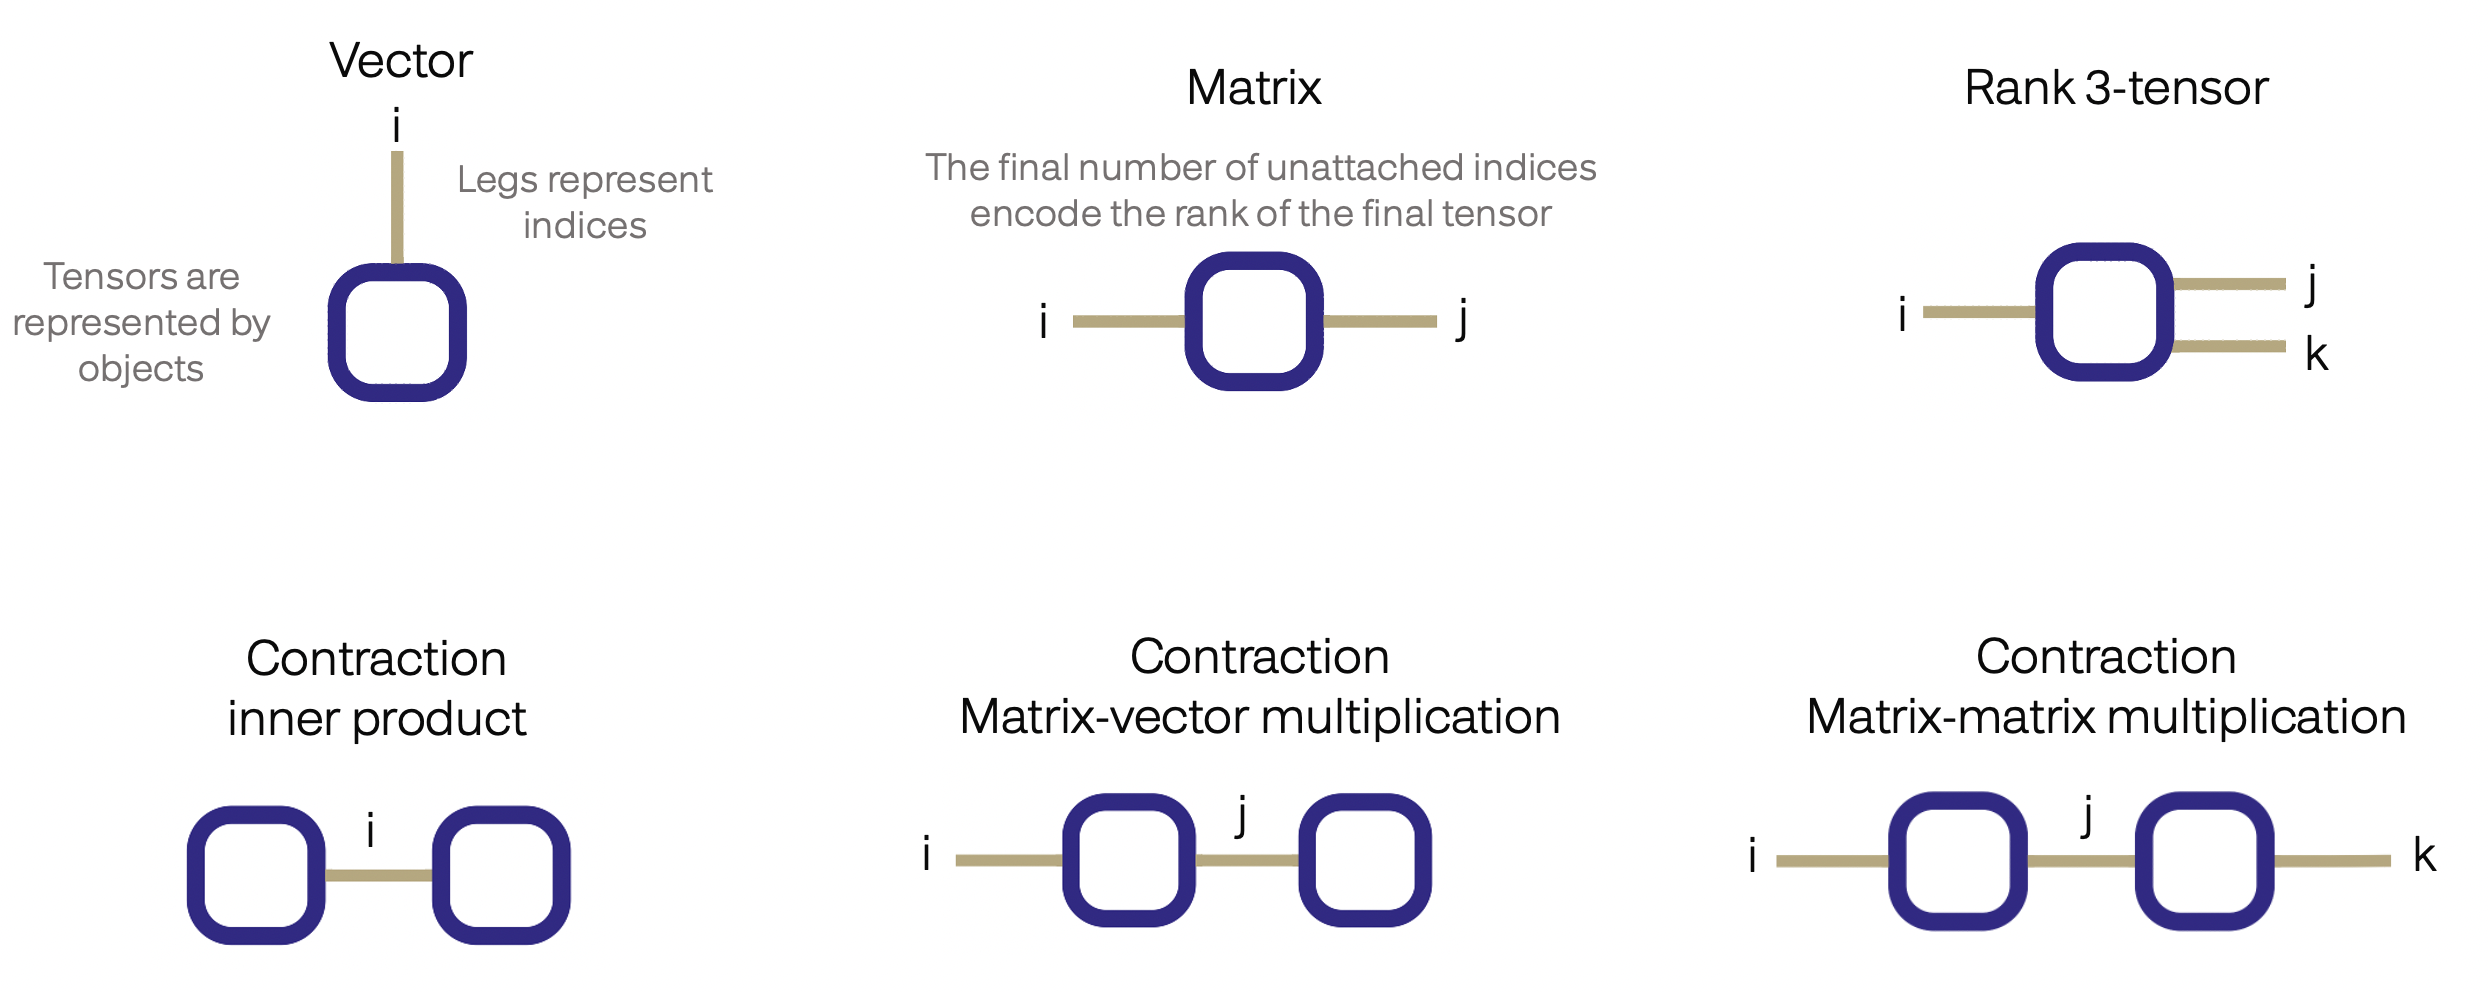 Vector
i
Legs represent
indices
Tensors are
represented by
objects
Matrix
The final number of unattached indices
encode the rank of the final tensor
i
j
Rank 3-tensor
i
j
k
Contraction
inner product
i
Contraction
Matrix-vector multiplication
i
j
Contraction
Matrix-matrix multiplication
i
j
k